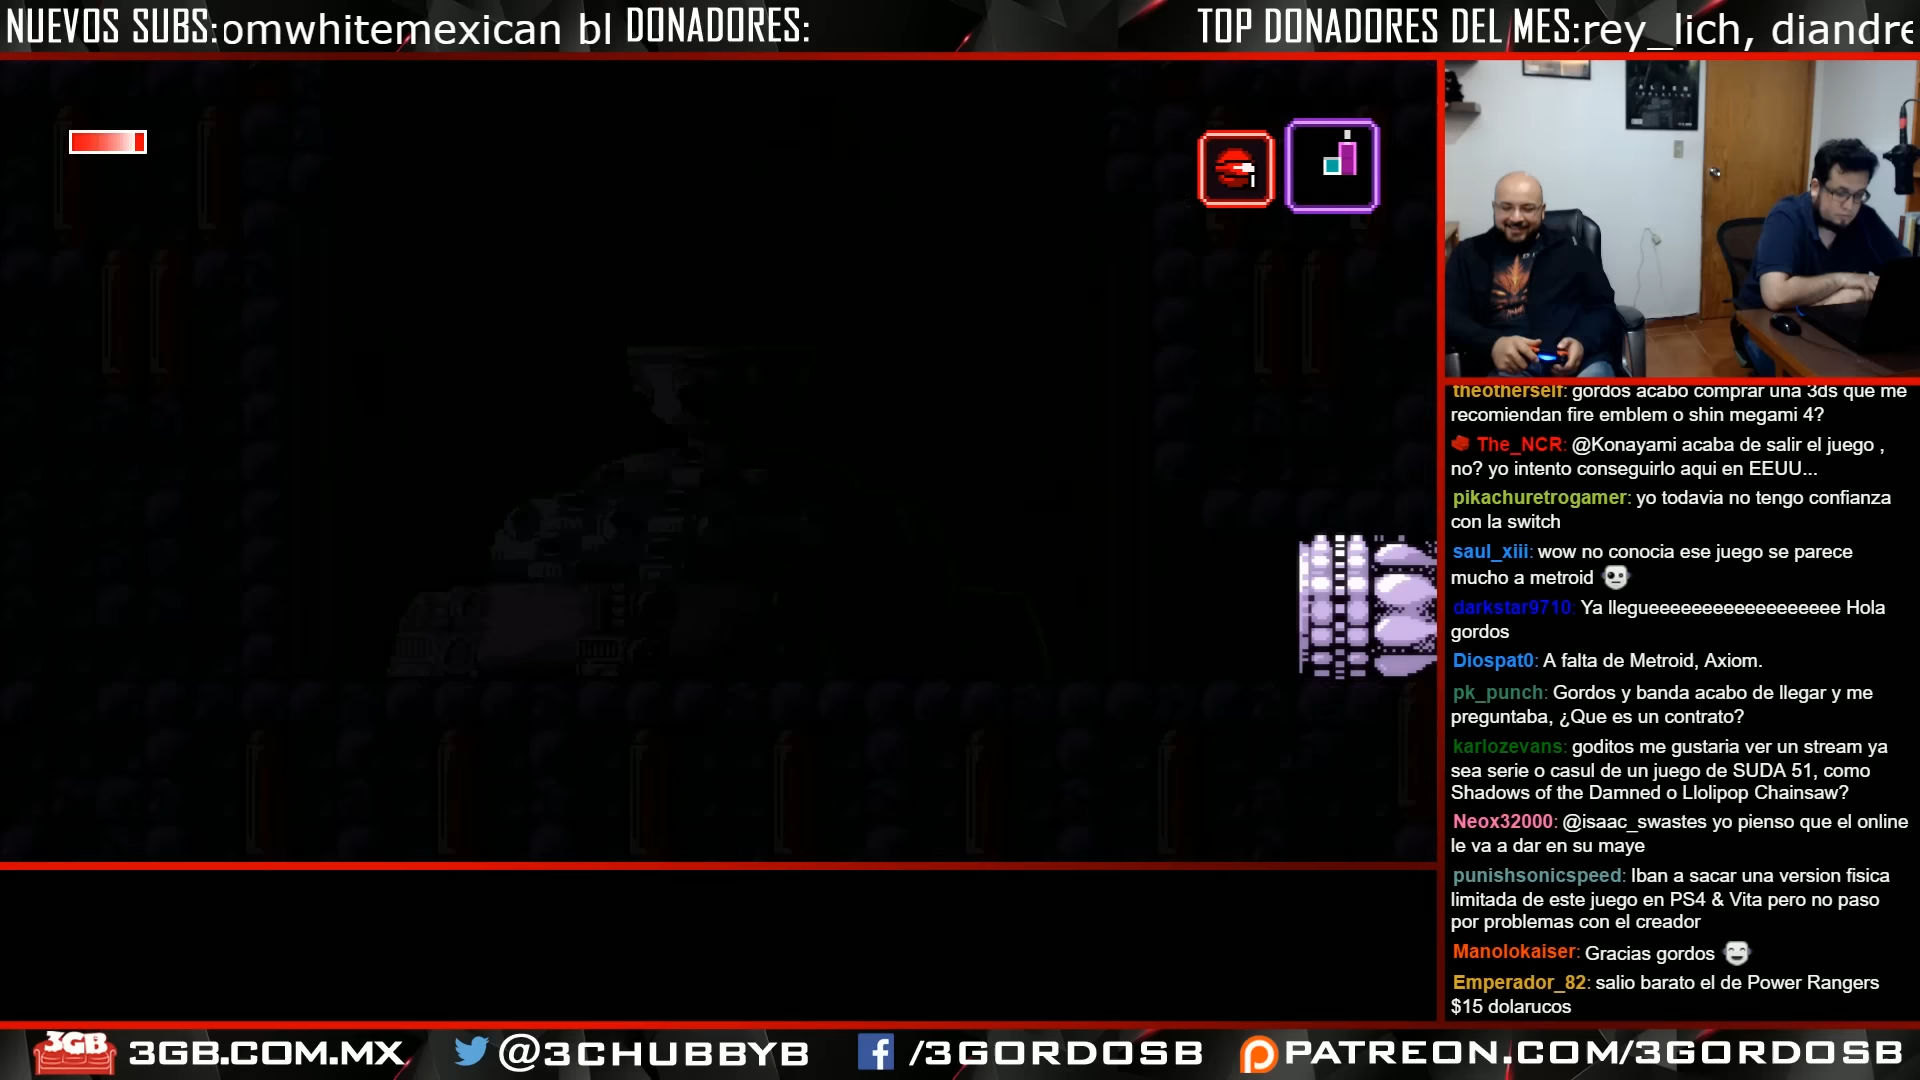 NUEVOS SUBS:omwhitemexican bl DONADORES:
TOP DONADORES DEL MES:rey_lich, diandre
ALIEN
theotherself: gordos acabo comprar una 3ds que me
recomiendan fire emblem o shin megami 4?
The_NCR: @Konayami acaba de salir el juego ,
no? yo intento conseguirlo aqui en EEUU...
pikachuretrogamer: yo todavia no tengo confianza
con la switch
saul_xiii: wow no conocia ese juego se parece
mucho a metroid
darkstar9710: Ya llegueeeeeeeeeeeeeeeeee Hola
gordos
Diospat0: A falta de Metroid, Axiom.
pk_punch: Gordos y banda acabo de llegar y me
preguntaba, ¿Que es un contrato?
karlozevans: goditos me gustaria ver un stream ya
sea serie o casul de un juego de SUDA 51, como
Shadows of the Damned o Llolipop Chainsaw?
Neox32000: @isaac_swastes yo pienso que el online
le va a dar en su maye
punishsonicspeed: Iban a sacar una version fisica
limitada de este juego en PS4 & Vita pero no paso
por problemas con el creador
Manolokaiser: Gracias gordos
Emperador_82: salio barato el de Power Rangers
$15 dolarucos
3GB 3GB.COM.MX @3CHUBBYB /3GORDOSB PATREON.COM/3GORDOSB